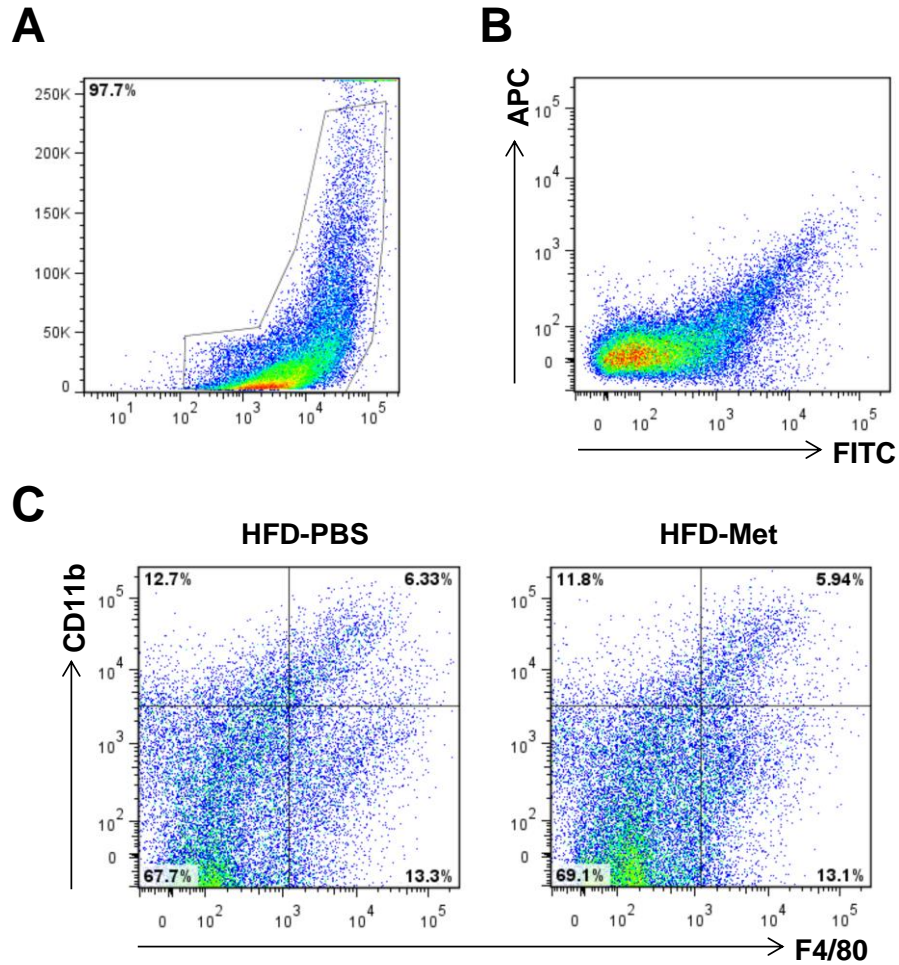 A
97.7%
250K
200K
150K
100K
50K
0
10^1 10^2 10^3 10^4 10^5
B
APC
10^5
10^4
10^3
10^2
0
0 10^2 10^3 10^4 10^5
FITC
C
HFD-PBS
CD11b
12.7% 6.33%
10^5
10^4
10^3
10^2
0
67.7% 13.3%
0 10^2 10^3 10^4 10^5
HFD-Met
11.8% 5.94%
10^5
10^4
10^3
10^2
0
69.1% 13.1%
0 10^2 10^3 10^4 10^5
F4/80